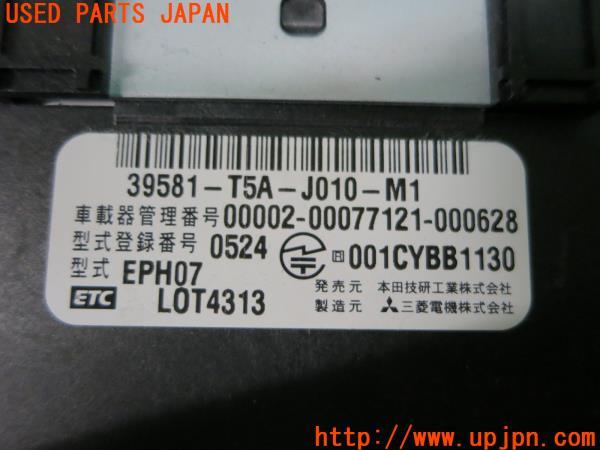 USED PARTS JAPAN
39581-T5A-J010-M1
車載器管理番号 00002-00077121-000628
型式登録番号 0524
R 001CYBB1130
型式 EPH07
ETC LOT4313
発売元 本田技研工業株式会社
製造元 三菱電機株式会社
UPJ
https://www.upjpn.com